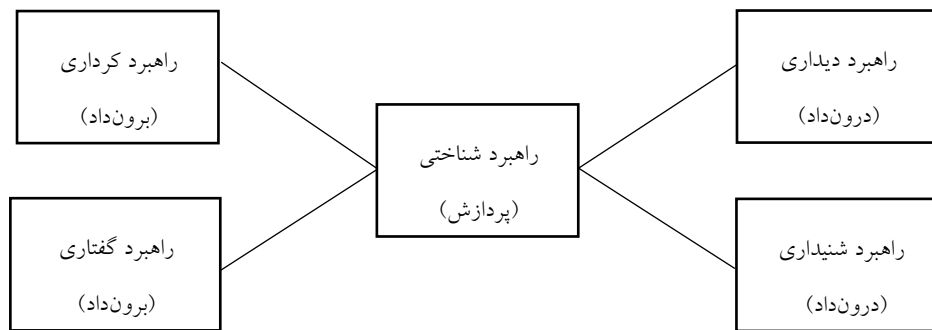 راهبرد دیداری
(درون‌داد)
راهبرد شنیداری
(درون‌داد)
راهبرد شناختی
(پردازش)
راهبرد کرداری
(برون‌داد)
راهبرد گفتاری
(برون‌داد)